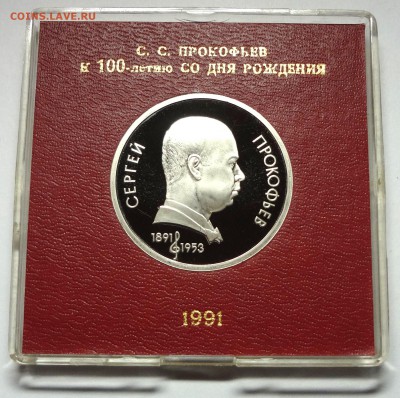 COINS.LAVE.RU
С. С. ПРОКОФЬЕВ
К 100-летию СО ДНЯ РОЖДЕНИЯ
СЕРГЕЙ
ПРОКОФЬЕВ
1891
1953
1991